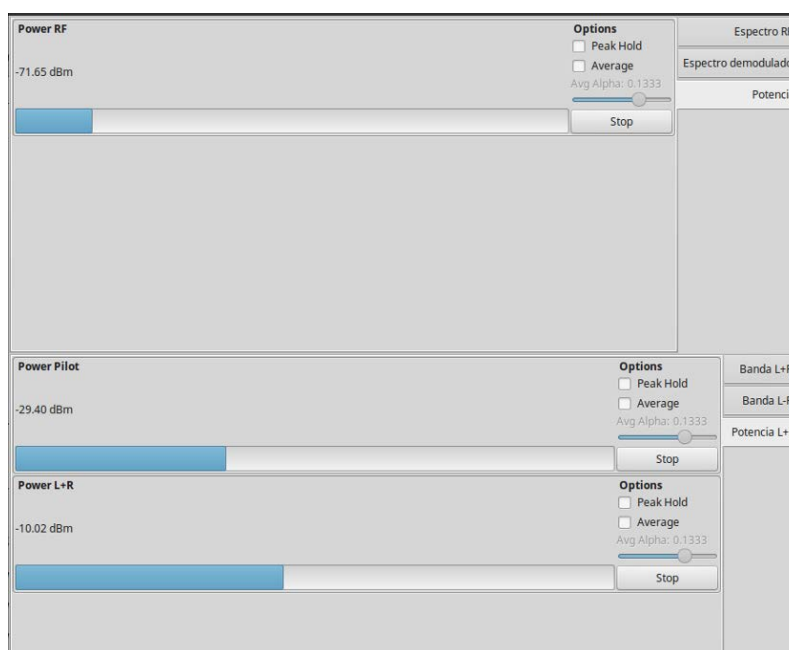 Power RF
-71.65 dBm
Options
Peak Hold
Average
Avg Alpha: 0.1333
Stop
Espectro R
Espectro demodulado
Potenci
Power Pilot
-29.40 dBm
Options
Peak Hold
Average
Avg Alpha: 0.1333
Stop
Banda L+R
Banda L-R
Potencia L+
Power L+R
-10.02 dBm
Options
Peak Hold
Average
Avg Alpha: 0.1333
Stop